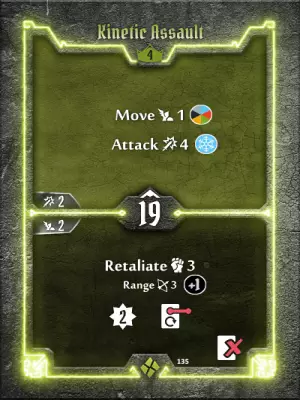 Kinetic Assault
4
Move 1
Attack 4
2
19
2
Retaliate 3
Range 3 +1
2
135